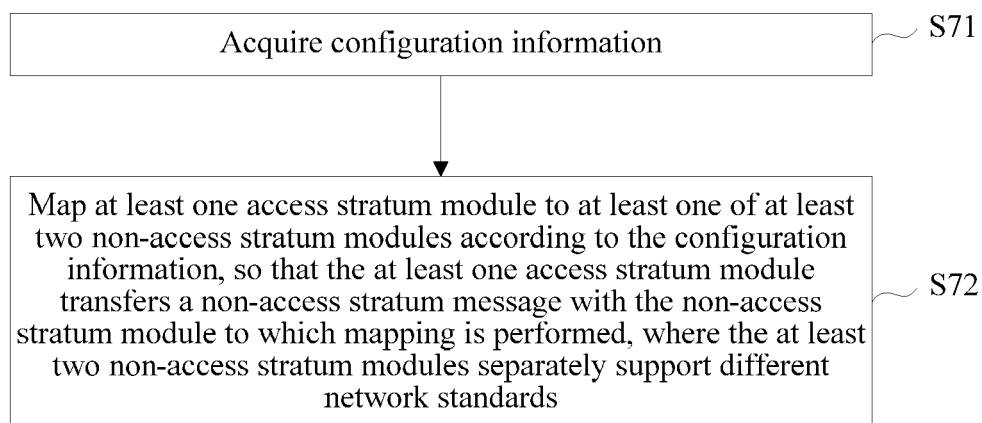 Acquire configuration information
S71
Map at least one access stratum module to at least one of at least
two non-access stratum modules according to the configuration
information, so that the at least one access stratum module
transfers a non-access stratum message with the non-access
stratum module to which mapping is performed, where the at least
two non-access stratum modules separately support different
network standards
S72